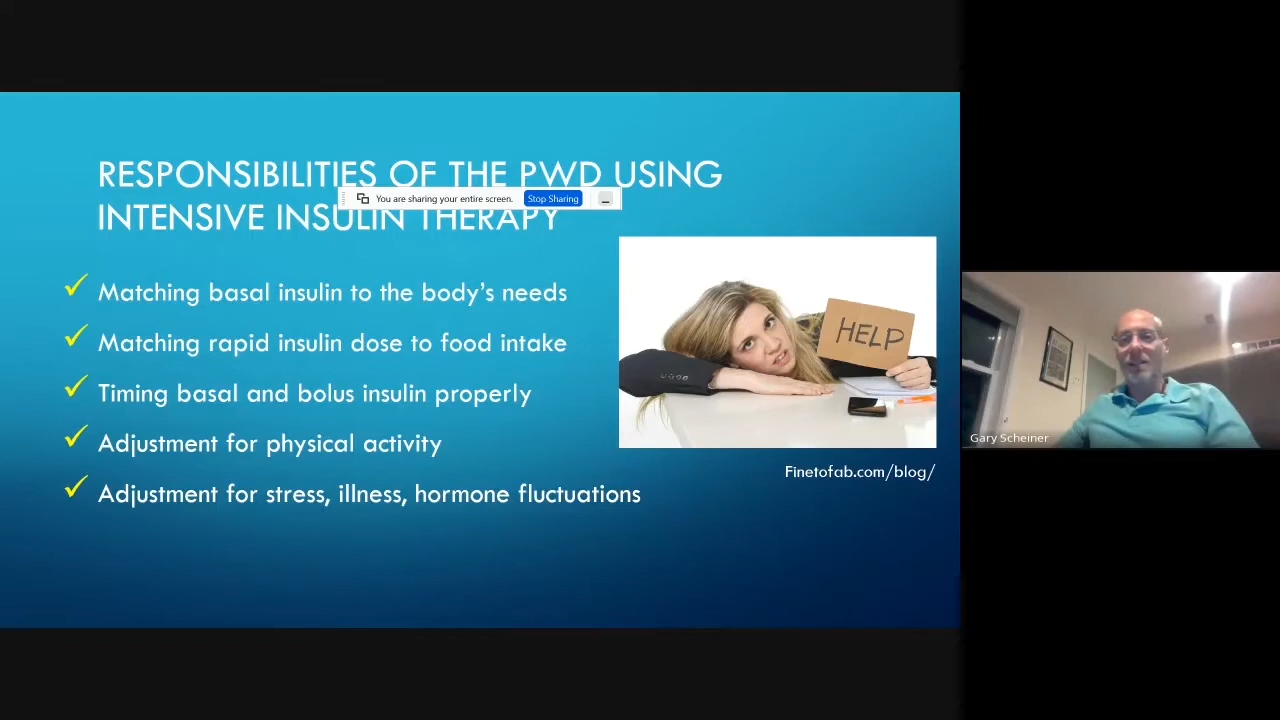 RESPONSIBILITIES OF THE PWD USING
You are sharing your entire screen. Stop Sharing
INTENSIVE INSULIN THERAPY
✓ Matching basal insulin to the body's needs
✓ Matching rapid insulin dose to food intake
✓ Timing basal and bolus insulin properly
✓ Adjustment for physical activity
✓ Adjustment for stress, illness, hormone fluctuations
HELP
Finetofab.com/blog/
Gary Scheiner